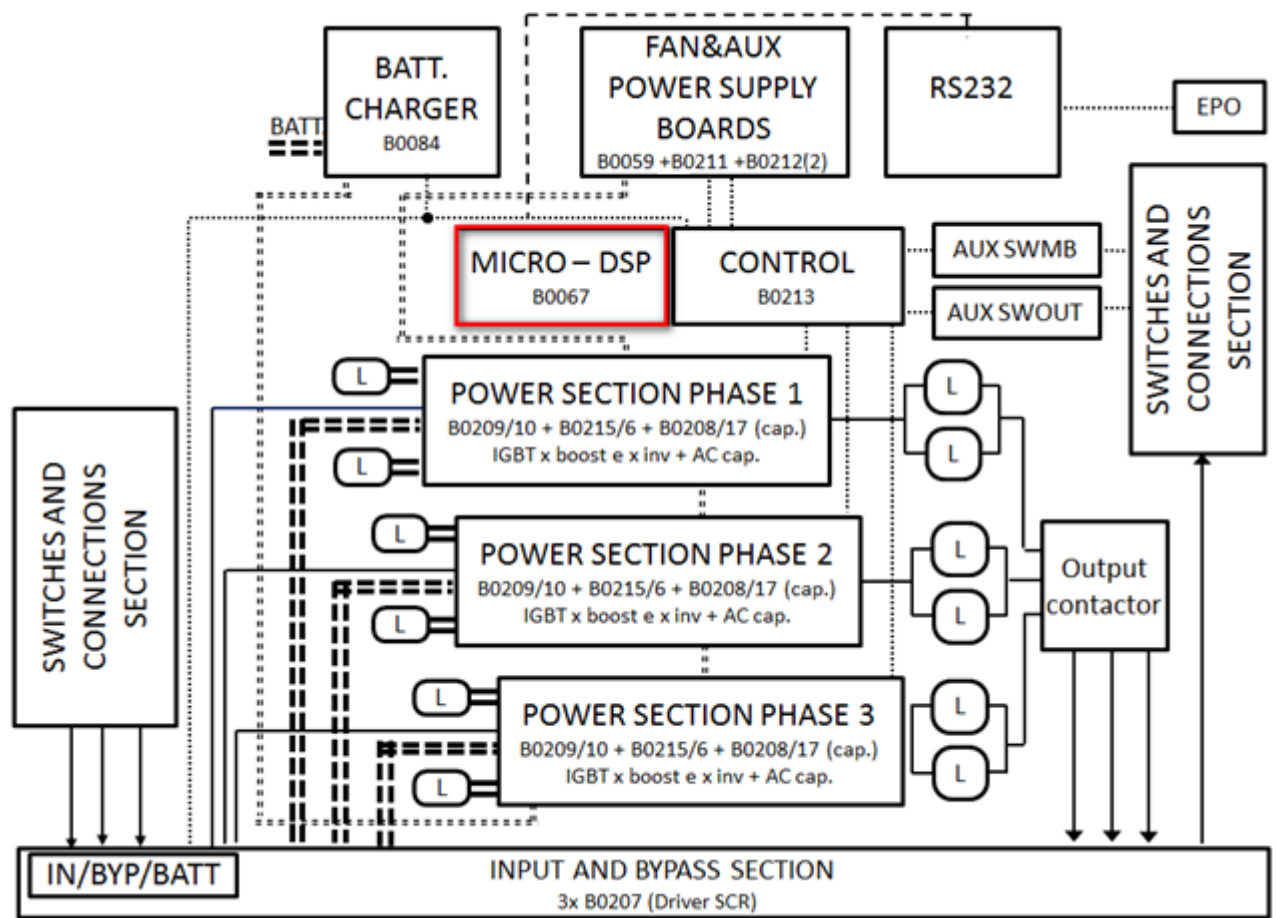 BATT.
CHARGER
B0084
FAN&AUX
POWER SUPPLY
BOARDS
B0059 +B0211 +B0212(2)
RS232
EPO
BATT.
MICRO – DSP
B0067
CONTROL
B0213
AUX SWMB
AUX SWOUT
SWITCHES AND
CONNECTIONS
SECTION
L
L
POWER SECTION PHASE 1
B0209/10 + B0215/6 + B0208/17 (cap.)
IGBT x boost e x inv + AC cap.
L
L
SWITCHES AND
CONNECTIONS
SECTION
L
L
POWER SECTION PHASE 2
B0209/10 + B0215/6 + B0208/17 (cap.)
IGBT x boost e x inv + AC cap.
L
L
Output
contactor
L
L
POWER SECTION PHASE 3
B0209/10 + B0215/6 + B0208/17 (cap.)
IGBT x boost e x inv + AC cap.
L
L
IN/BYP/BATT
INPUT AND BYPASS SECTION
3x B0207 (Driver SCR)